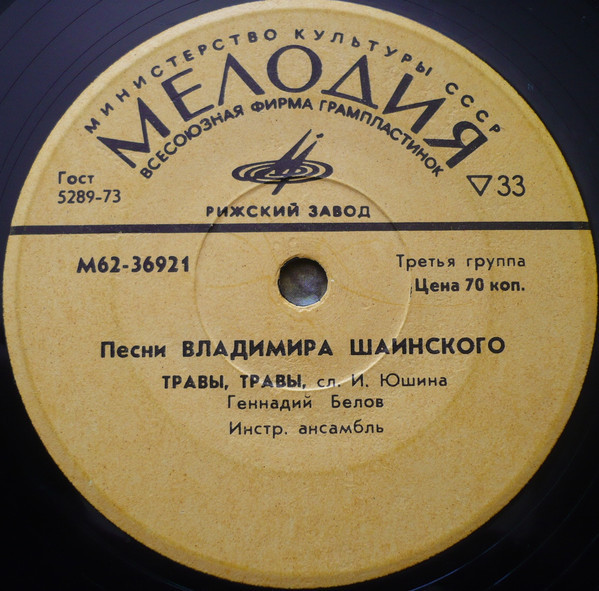 МИНИСТЕРСТВО КУЛЬТУРЫ СССР
МЕЛОДИЯ
ВСЕСОЮЗНАЯ ФИРМА ГРАМПЛАСТИНОК
Гост
5289-73
▽33
РИЖСКИЙ ЗАВОД
М62-36921
Третья группа
Цена 70 коп.
Песни ВЛАДИМИРА ШАИНСКОГО
ТРАВЫ, ТРАВЫ, сл. И. Юшина
Геннадий Белов
Инстр. ансамбль